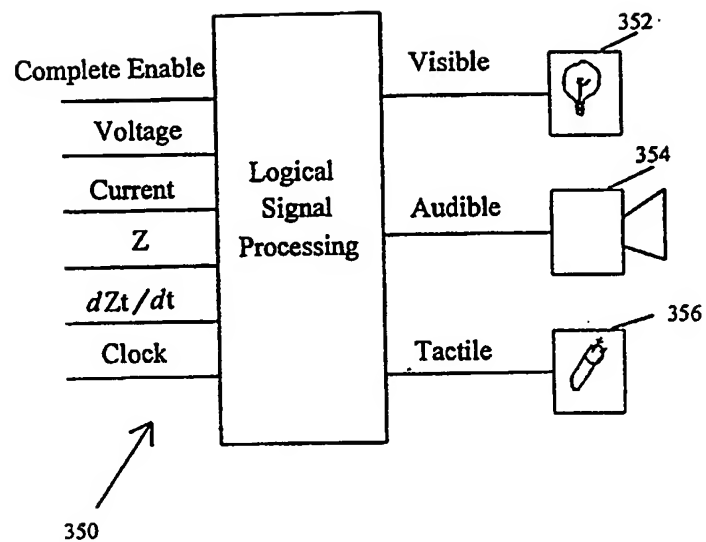 352
Complete Enable
Visible
Voltage
354
Current
Logical
Signal
Processing
Audible
Z
dZt/dt
356
Clock
Tactile
350